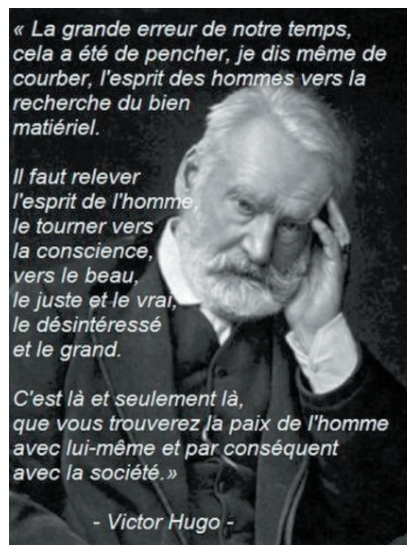 « La grande erreur de notre temps,
cela a été de pencher, je dis même de
courber, l'esprit des hommes vers la
recherche du bien
matiériel.
Il faut relever
l'esprit de l'homme,
le tourner vers
la conscience,
vers le beau,
le juste et le vrai,
le désintéressé
et le grand.
C'est là et seulement là,
que vous trouverez la paix de l'homme
avec lui-même et par conséquent
avec la société.»
- Victor Hugo -